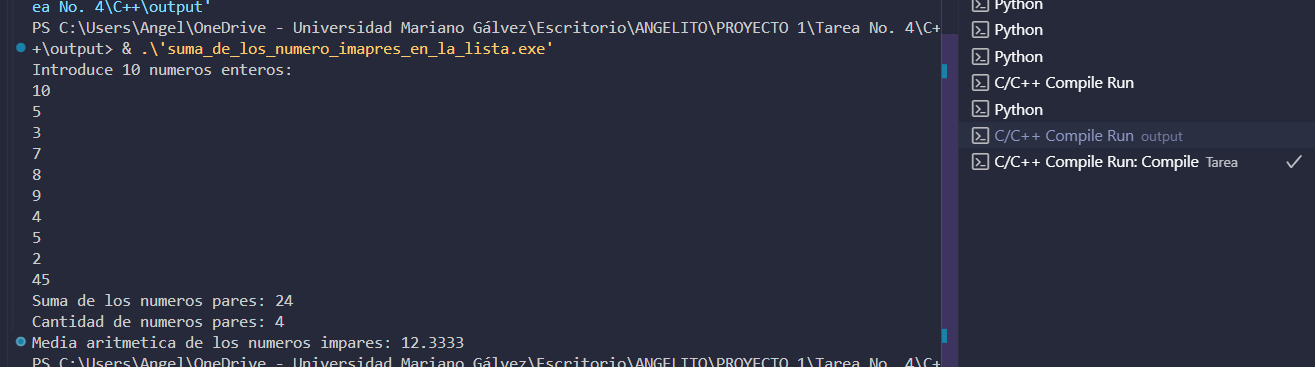 ea No. 4\C++\output'
PS C:\Users\Angel\OneDrive - Universidad Mariano Gálvez\Escritorio\ANGELITO\PROYECTO 1\Tarea No. 4\C+
+\output> & .\'suma_de_los_numero_imapres_en_la_lista.exe'
Introduce 10 numeros enteros:
10
5
3
7
8
9
4
5
2
45
Suma de los numeros pares: 24
Cantidad de numeros pares: 4
Media aritmetica de los numeros impares: 12.3333
PS C:\Users\Angel\OneDrive - Universidad Mariano Gálvez\Escritorio\ANGELITO\PROYECTO 1\Tarea No. 4\C+
Python
Python
Python
C/C++ Compile Run
Python
C/C++ Compile Run output
C/C++ Compile Run: Compile Tarea